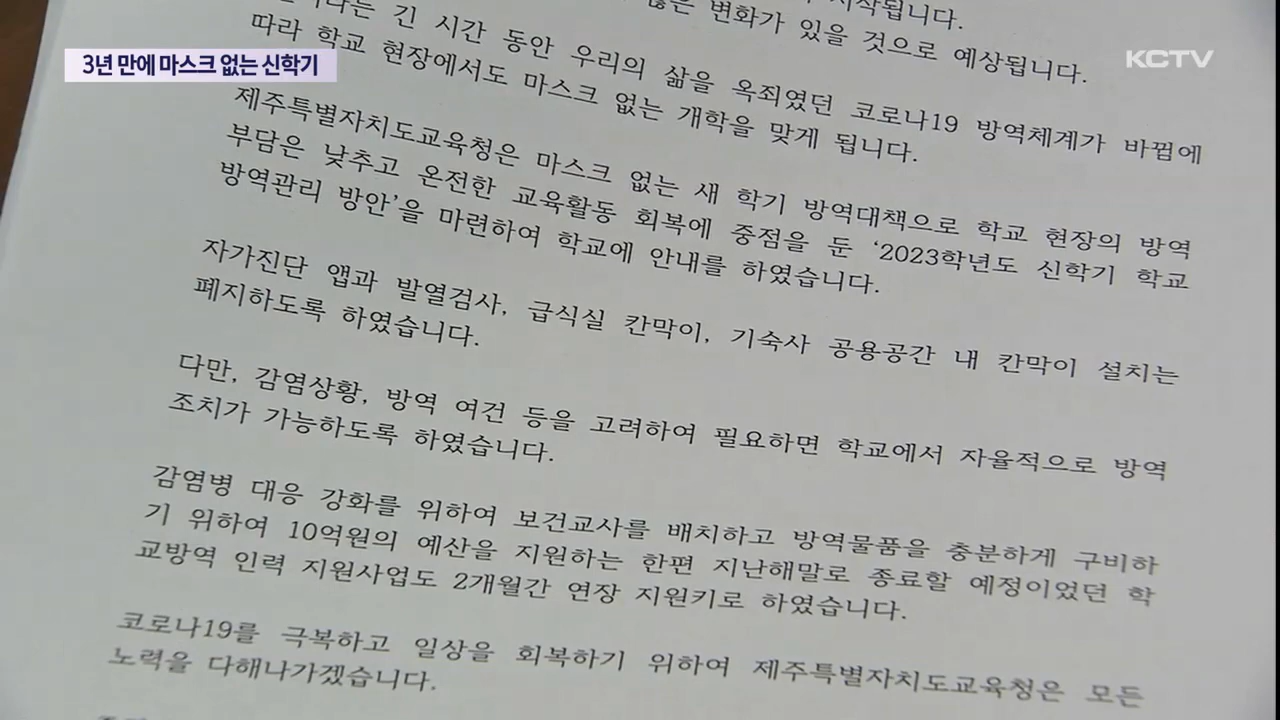 3년 만에 마스크 없는 신학기
KCTV
시작됩니다.
변화가 있을 것으로 예상됩니다.
긴 시간 동안 우리의 삶을 옥죄였던 코로나19 방역체계가 바뀜에
따라 학교 현장에서도 마스크 없는 개학을 맞게 됩니다.
제주특별자치도교육청은 마스크 없는 새 학기 방역대책으로 학교 현장의 방역
부담은 낮추고 온전한 교육활동 회복에 중점을 둔 ‘2023학년도 신학기 학교
방역관리 방안’을 마련하여 학교에 안내를 하였습니다.
자가진단 앱과 발열검사, 급식실 칸막이, 기숙사 공용공간 내 칸막이 설치는
폐지하도록 하였습니다.
다만, 감염상황, 방역 여건 등을 고려하여 필요하면 학교에서 자율적으로 방역
조치가 가능하도록 하였습니다.
감염병 대응 강화를 위하여 보건교사를 배치하고 방역물품을 충분하게 구비하
기 위하여 10억원의 예산을 지원하는 한편 지난해말로 종료할 예정이었던 학
교방역 인력 지원사업도 2개월간 연장 지원키로 하였습니다.
코로나19를 극복하고 일상을 회복하기 위하여 제주특별자치도교육청은 모든
노력을 다해나가겠습니다.